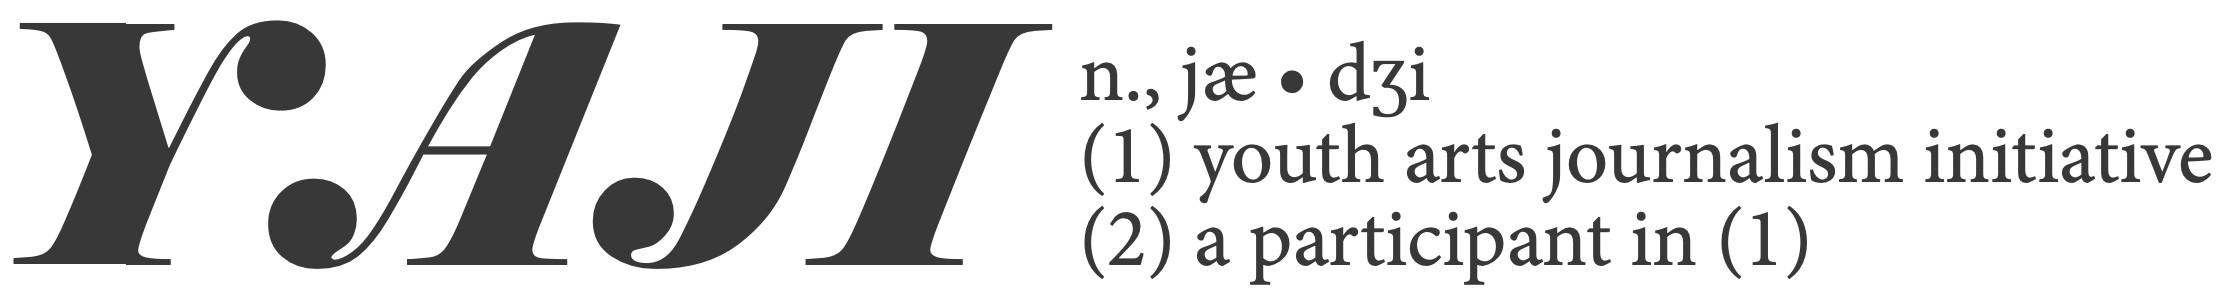 YAJI
n., jæ • dʒi
(1) youth arts journalism initiative
(2) a participant in (1)